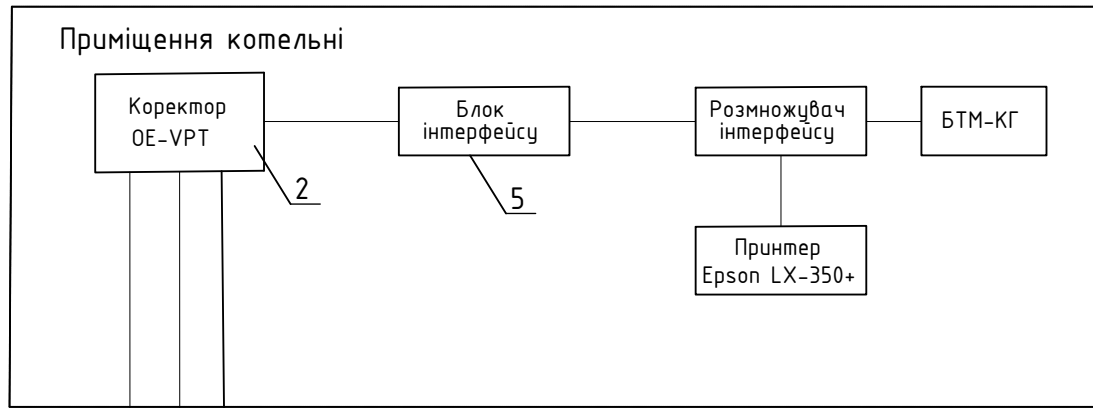 Приміщення котельні
Коректор
OE-VPT
2
Блок
інтерфейсу
5
Розмножувач
інтерфейсу
БТМ-КГ
Принтер
Epson LX-350+